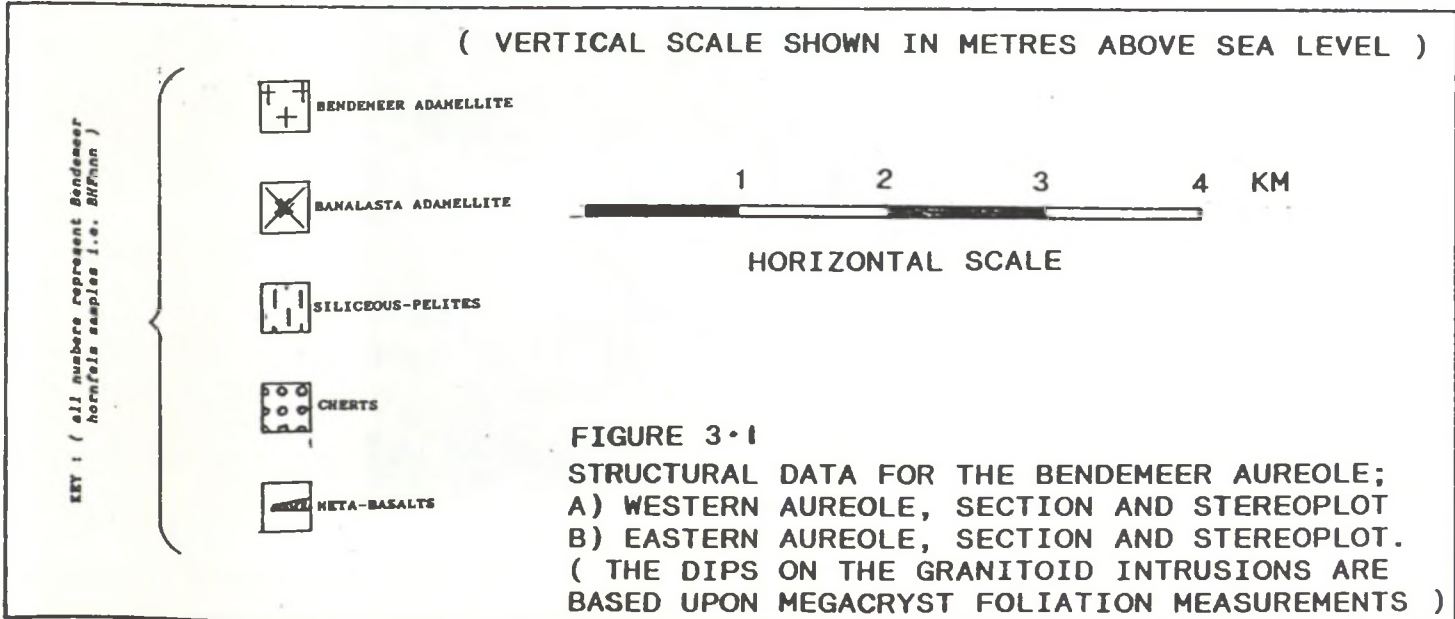 ( VERTICAL SCALE SHOWN IN METRES ABOVE SEA LEVEL )
KEY : ( all numbers represent Bendemeer
hornfels samples i.e. BHFnnn )
BENDEMEER ADAMELLITE
BANALASTA ADAMELLITE
SILICEOUS-PELITES
CHERTS
META-BASALTS
1 2 3 4 KM
HORIZONTAL SCALE
FIGURE 3·1
STRUCTURAL DATA FOR THE BENDEMEER AUREOLE;
A) WESTERN AUREOLE, SECTION AND STEREOPLOT
B) EASTERN AUREOLE, SECTION AND STEREOPLOT.
( THE DIPS ON THE GRANITOID INTRUSIONS ARE
BASED UPON MEGACRYST FOLIATION MEASUREMENTS )